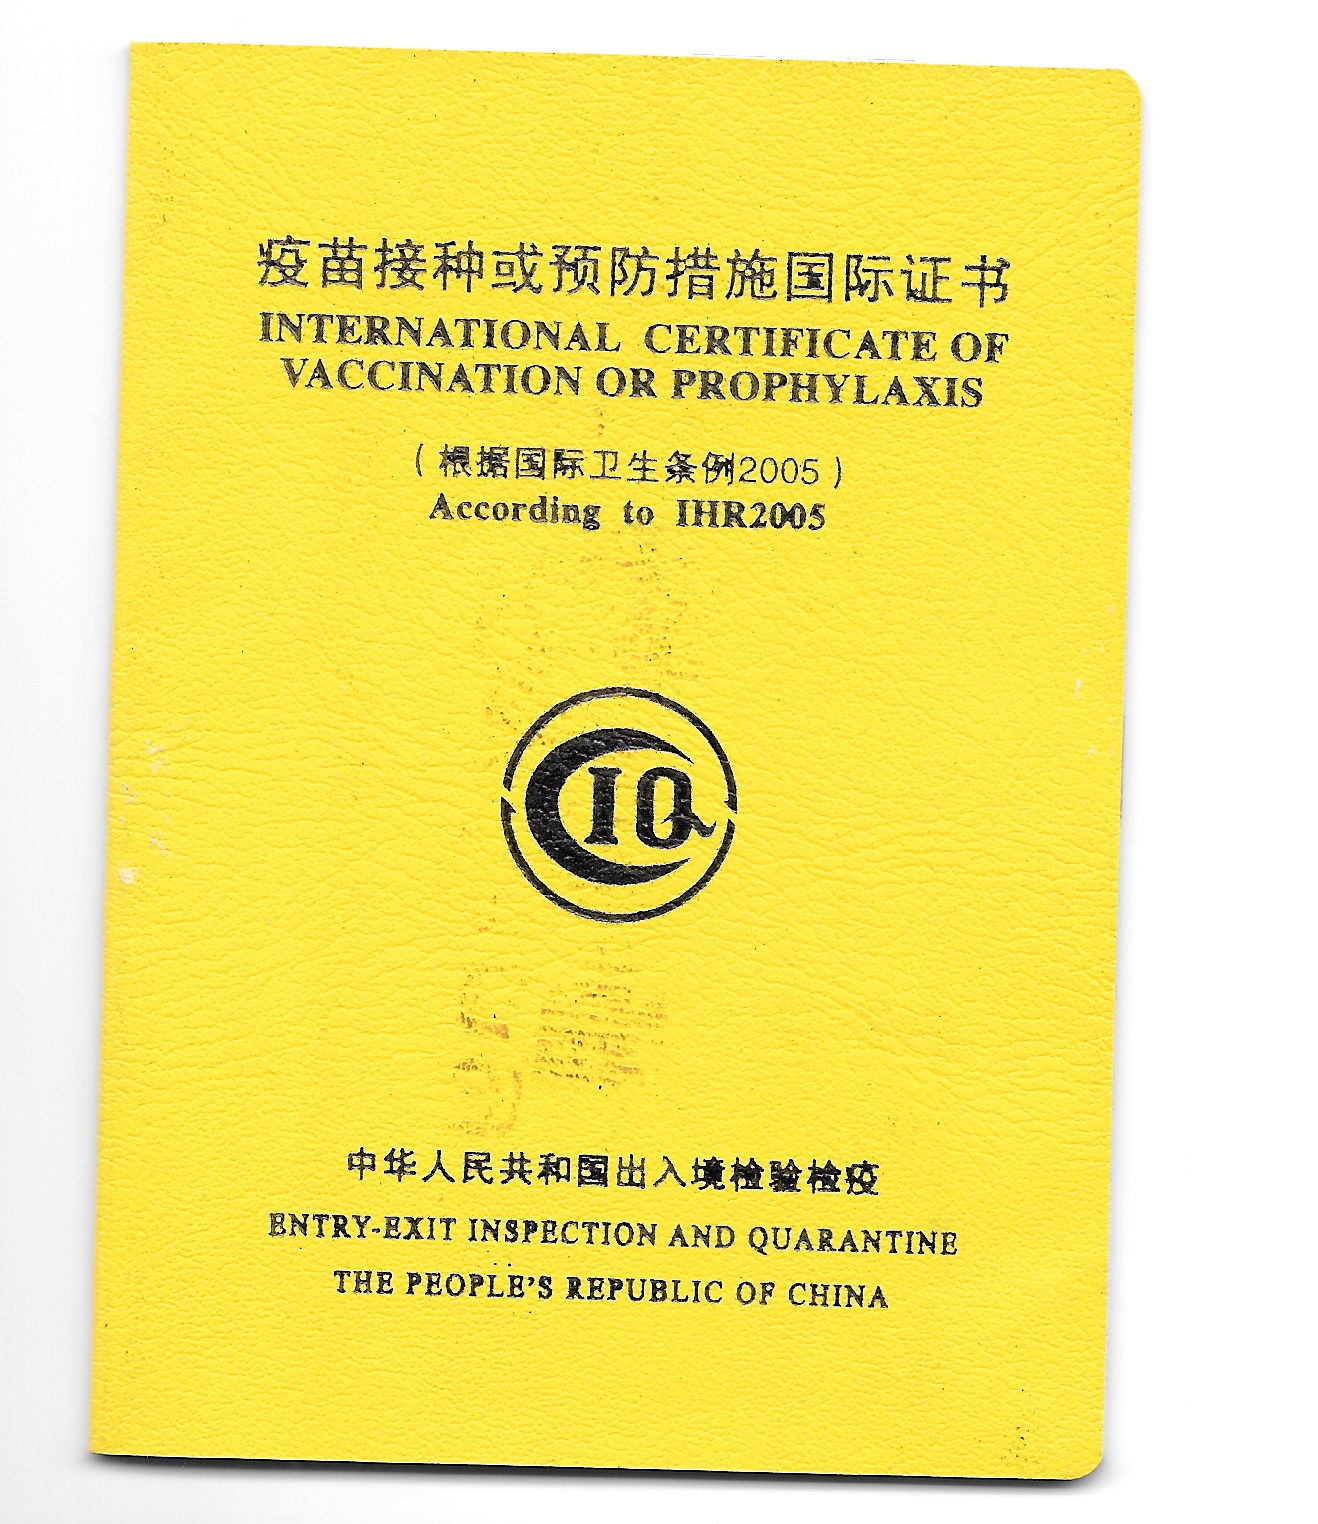 疫苗接种或预防措施国际证书
INTERNATIONAL CERTIFICATE OF
VACCINATION OR PROPHYLAXIS
(根据国际卫生条例2005)
According to IHR2005
CIQ
中华人民共和国出入境检验检疫
ENTRY-EXIT INSPECTION AND QUARANTINE
THE PEOPLE'S REPUBLIC OF CHINA